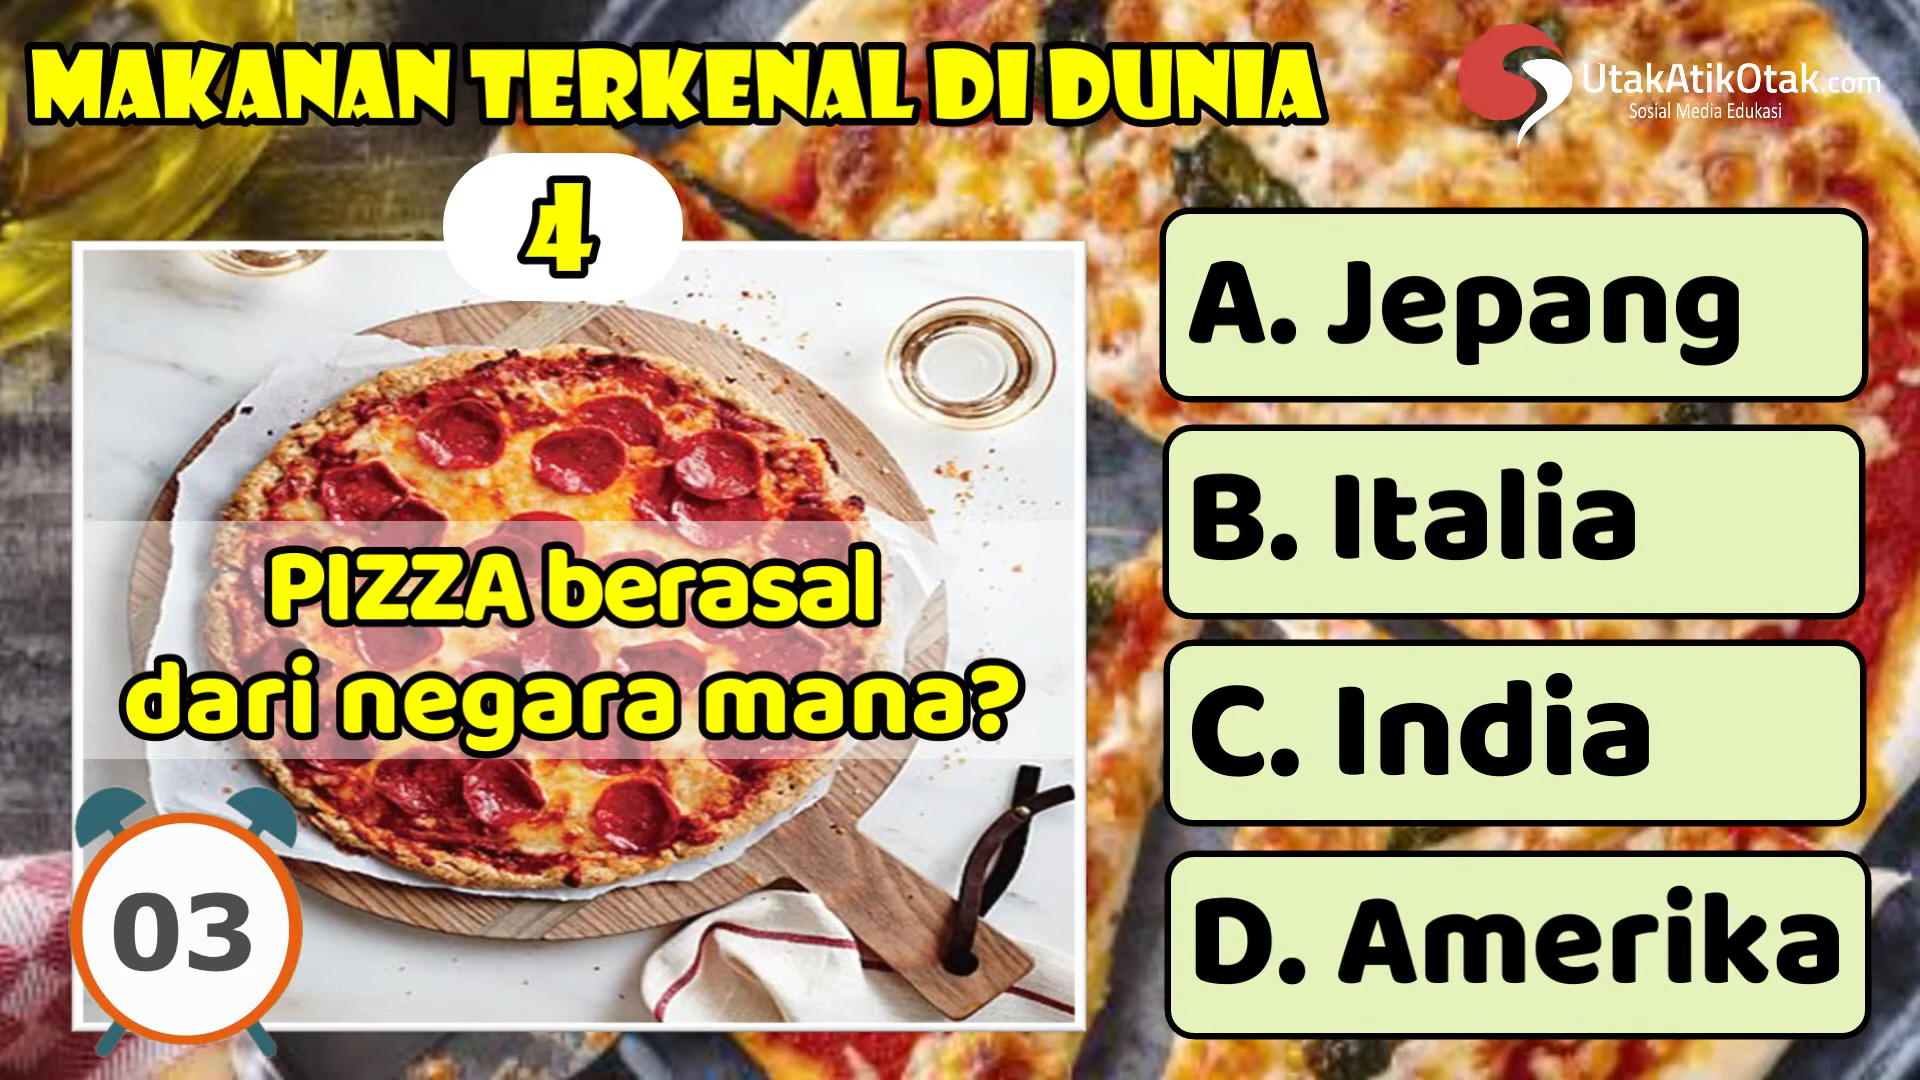 MAKANAN TERKENAL DI DUNIA
UtakAtikOtak.com
Sosial Media Edukasi
4
PIZZA berasal
dari negara mana?
03
A. Jepang
B. Italia
C. India
D. Amerika